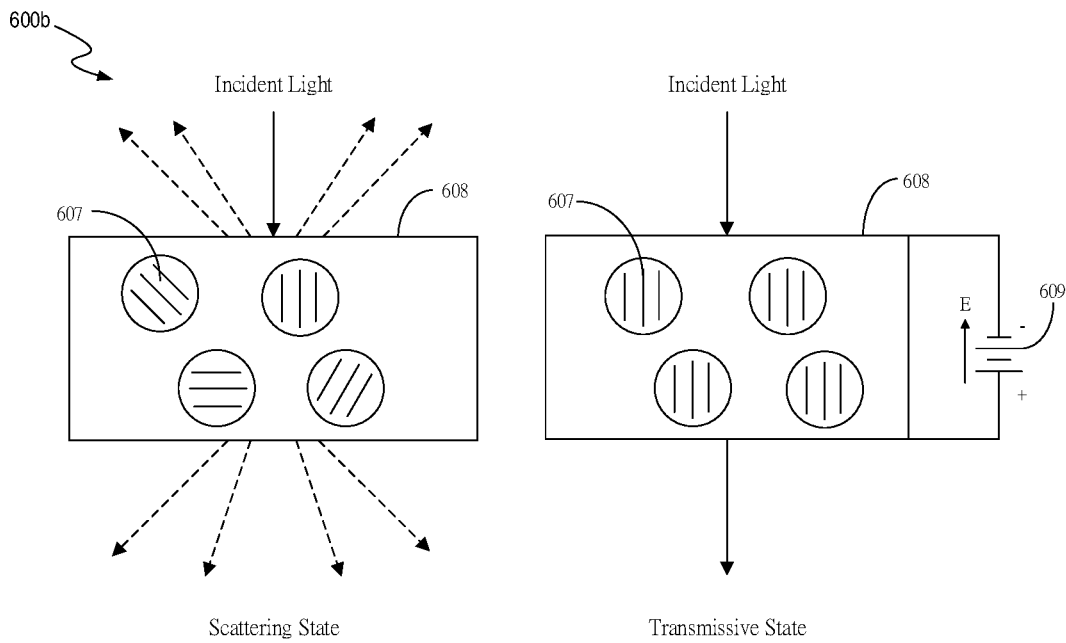 600b
Incident Light
Incident Light
607
608
607
608
609
E
-
+
Scattering State
Transmissive State